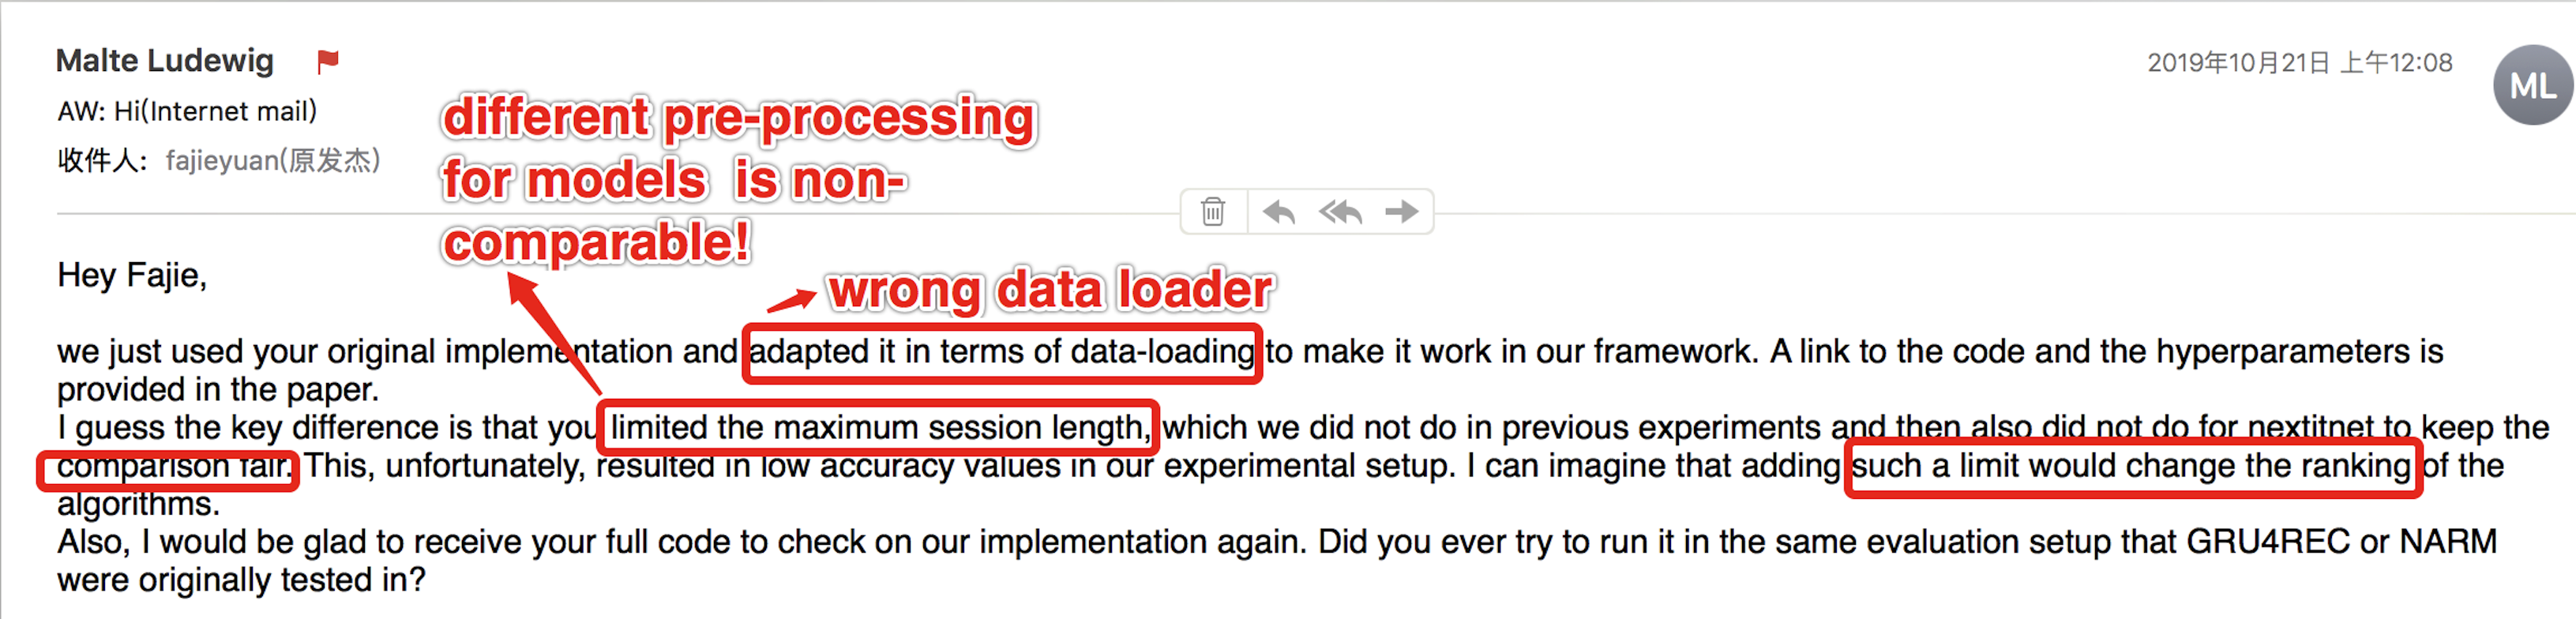 Malte Ludewig
2019年10月21日 上午12:08
ML
AW: Hi(Internet mail)
收件人: fajieyuan(原发杰)
different pre-processing
for models is non-
comparable!
Hey Fajie,
wrong data loader
we just used your original implementation and adapted it in terms of data-loading to make it work in our framework. A link to the code and the hyperparameters is
provided in the paper.
I guess the key difference is that you limited the maximum session length, which we did not do in previous experiments and then also did not do for nextitnet to keep the
comparison fair. This, unfortunately, resulted in low accuracy values in our experimental setup. I can imagine that adding such a limit would change the ranking of the
algorithms.
Also, I would be glad to receive your full code to check on our implementation again. Did you ever try to run it in the same evaluation setup that GRU4REC or NARM
were originally tested in?